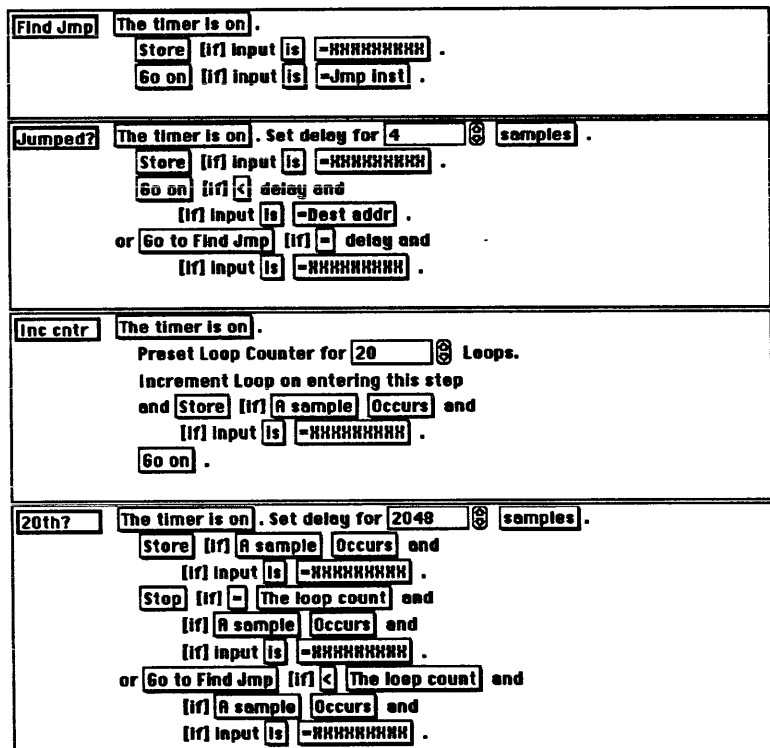 Find Jmp The timer is on .
Store [if] input is =XXXXXXXXX .
Go on [if] input is =Jmp inst .
Jumped? The timer is on . Set delay for 4 samples .
Store [if] input is =XXXXXXXXX .
Go on [if] < delay and
[if] input is =Dest addr .
or Go to Find Jmp [if] = delay and
[if] input is =XXXXXXXXX .
Inc cntr The timer is on .
Preset Loop Counter for 20 Loops.
Increment Loop on entering this step
and Store [if] A sample Occurs and
[if] input is =XXXXXXXXX .
Go on .
20th? The timer is on . Set delay for 2048 samples .
Store [if] A sample Occurs and
[if] input is =XXXXXXXXX .
Stop [if] = The loop count and
[if] A sample Occurs and
[if] input is =XXXXXXXXX .
or Go to Find Jmp [if] < The loop count and
[if] A sample Occurs and
[if] input is =XXXXXXXXX .